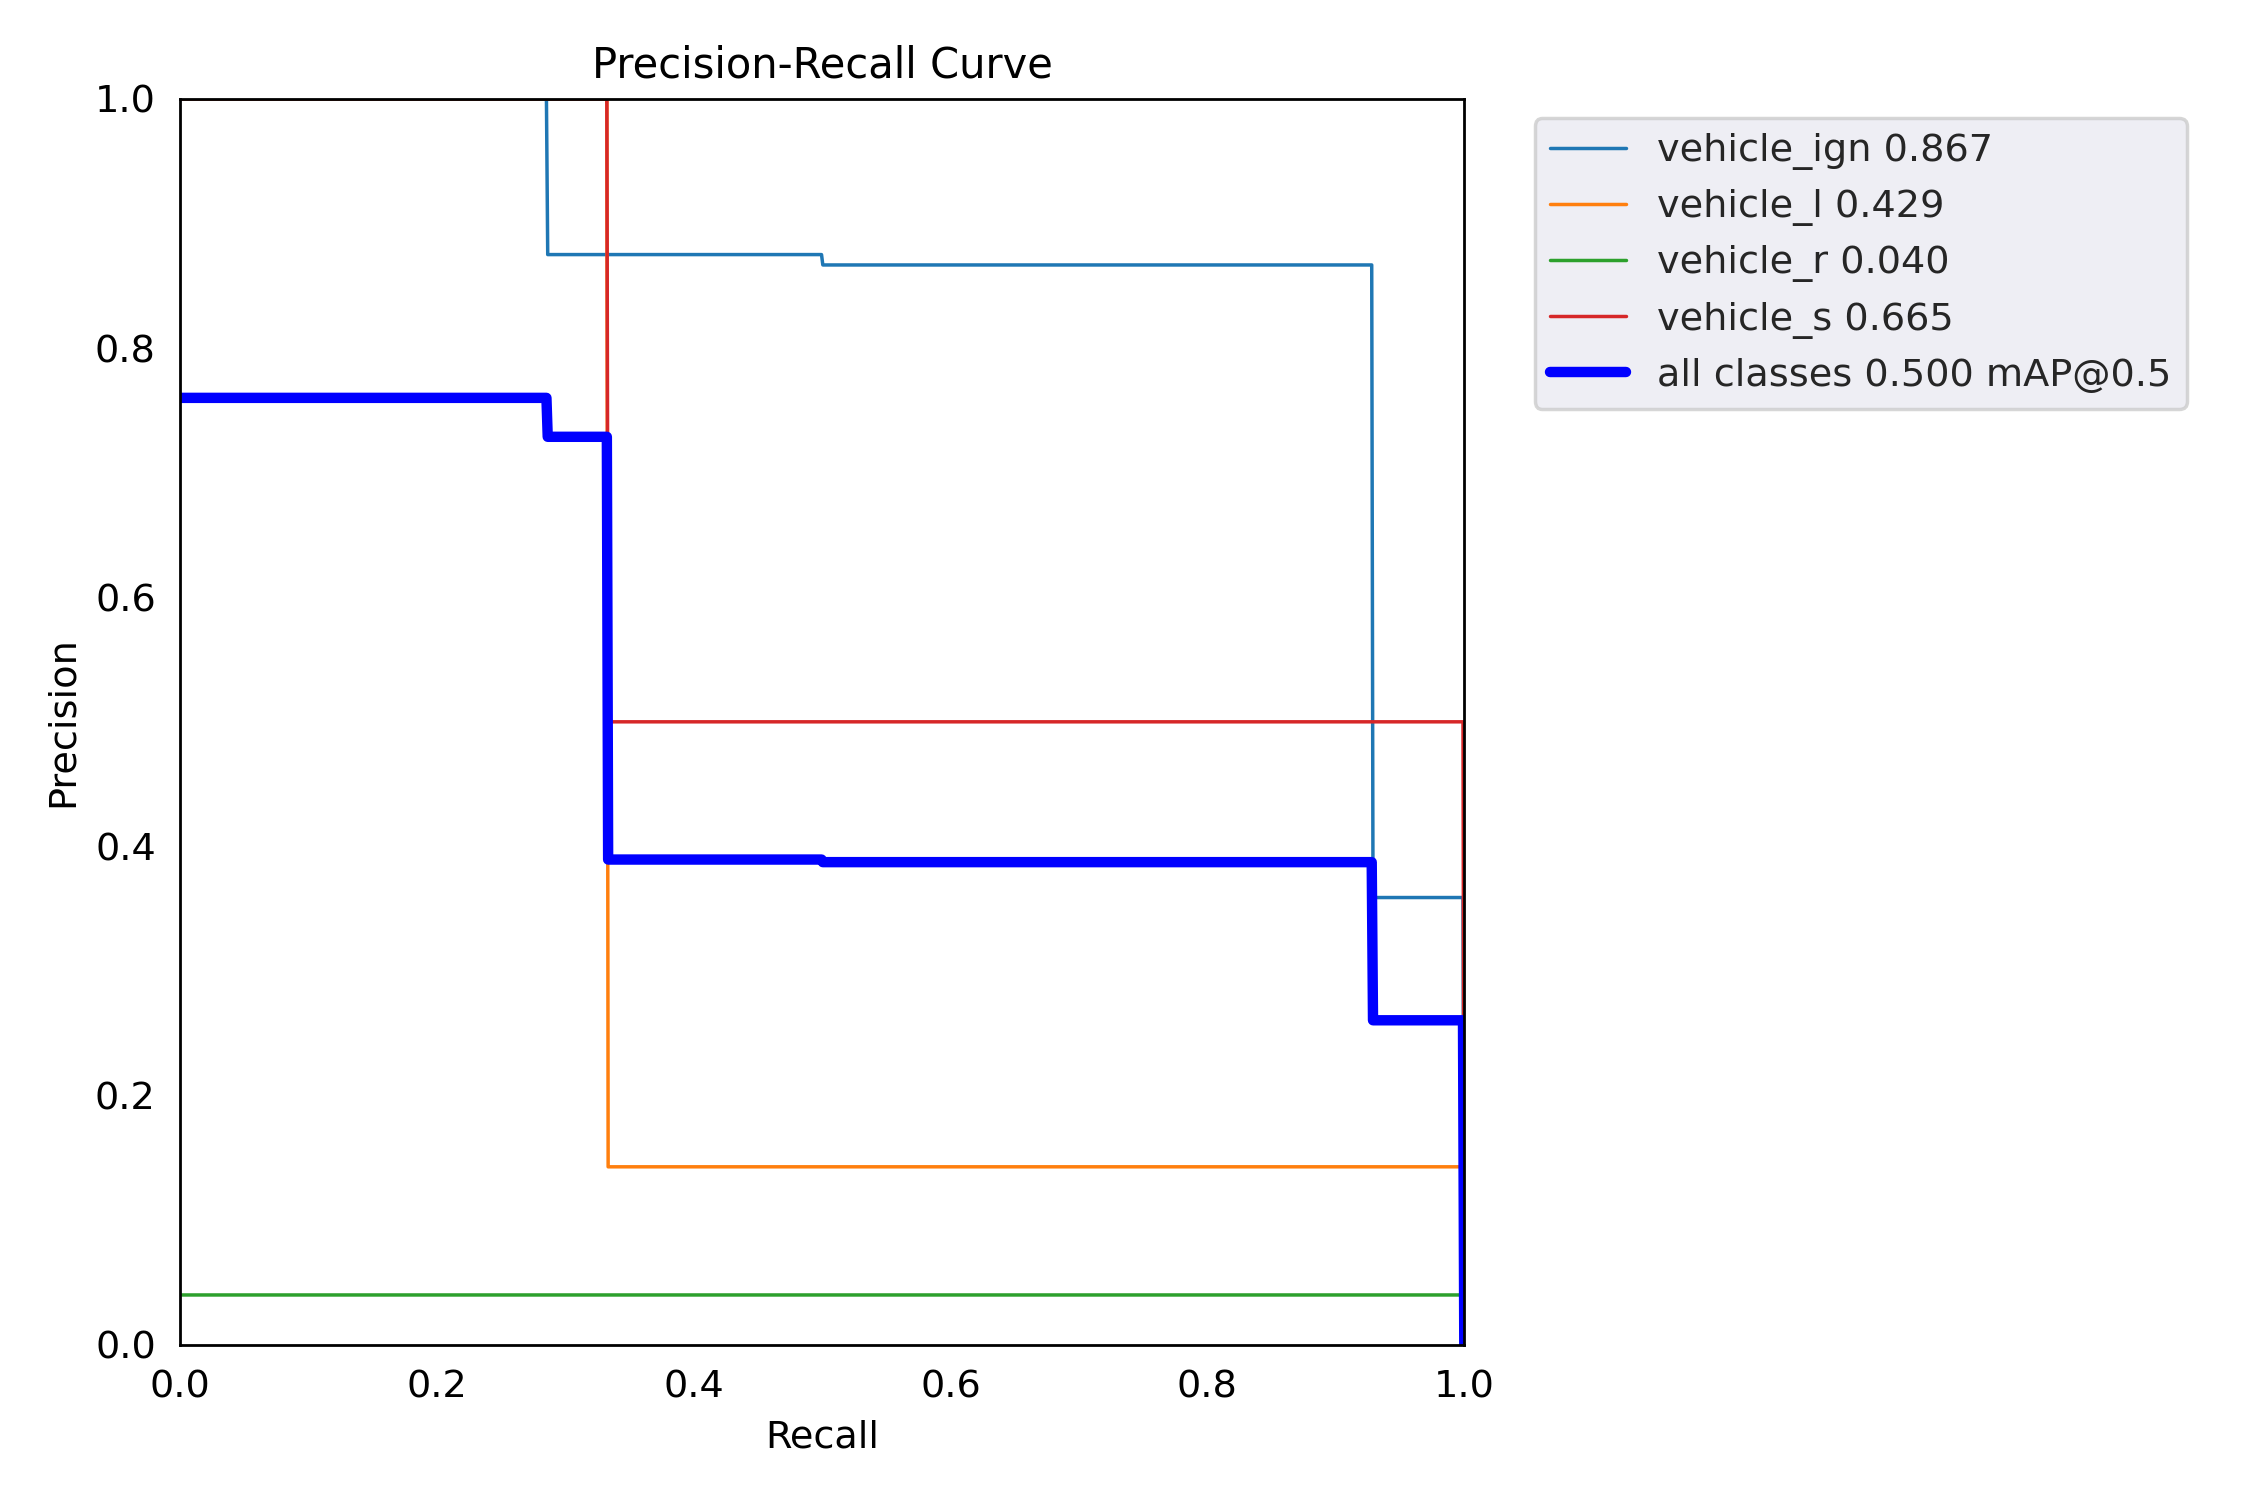 Precision-Recall Curve
1.0
0.8
0.6
0.4
0.2
0.0
Precision
0.0 0.2 0.4 0.6 0.8 1.0
Recall
vehicle_ign 0.867
vehicle_l 0.429
vehicle_r 0.040
vehicle_s 0.665
all classes 0.500 mAP@0.5